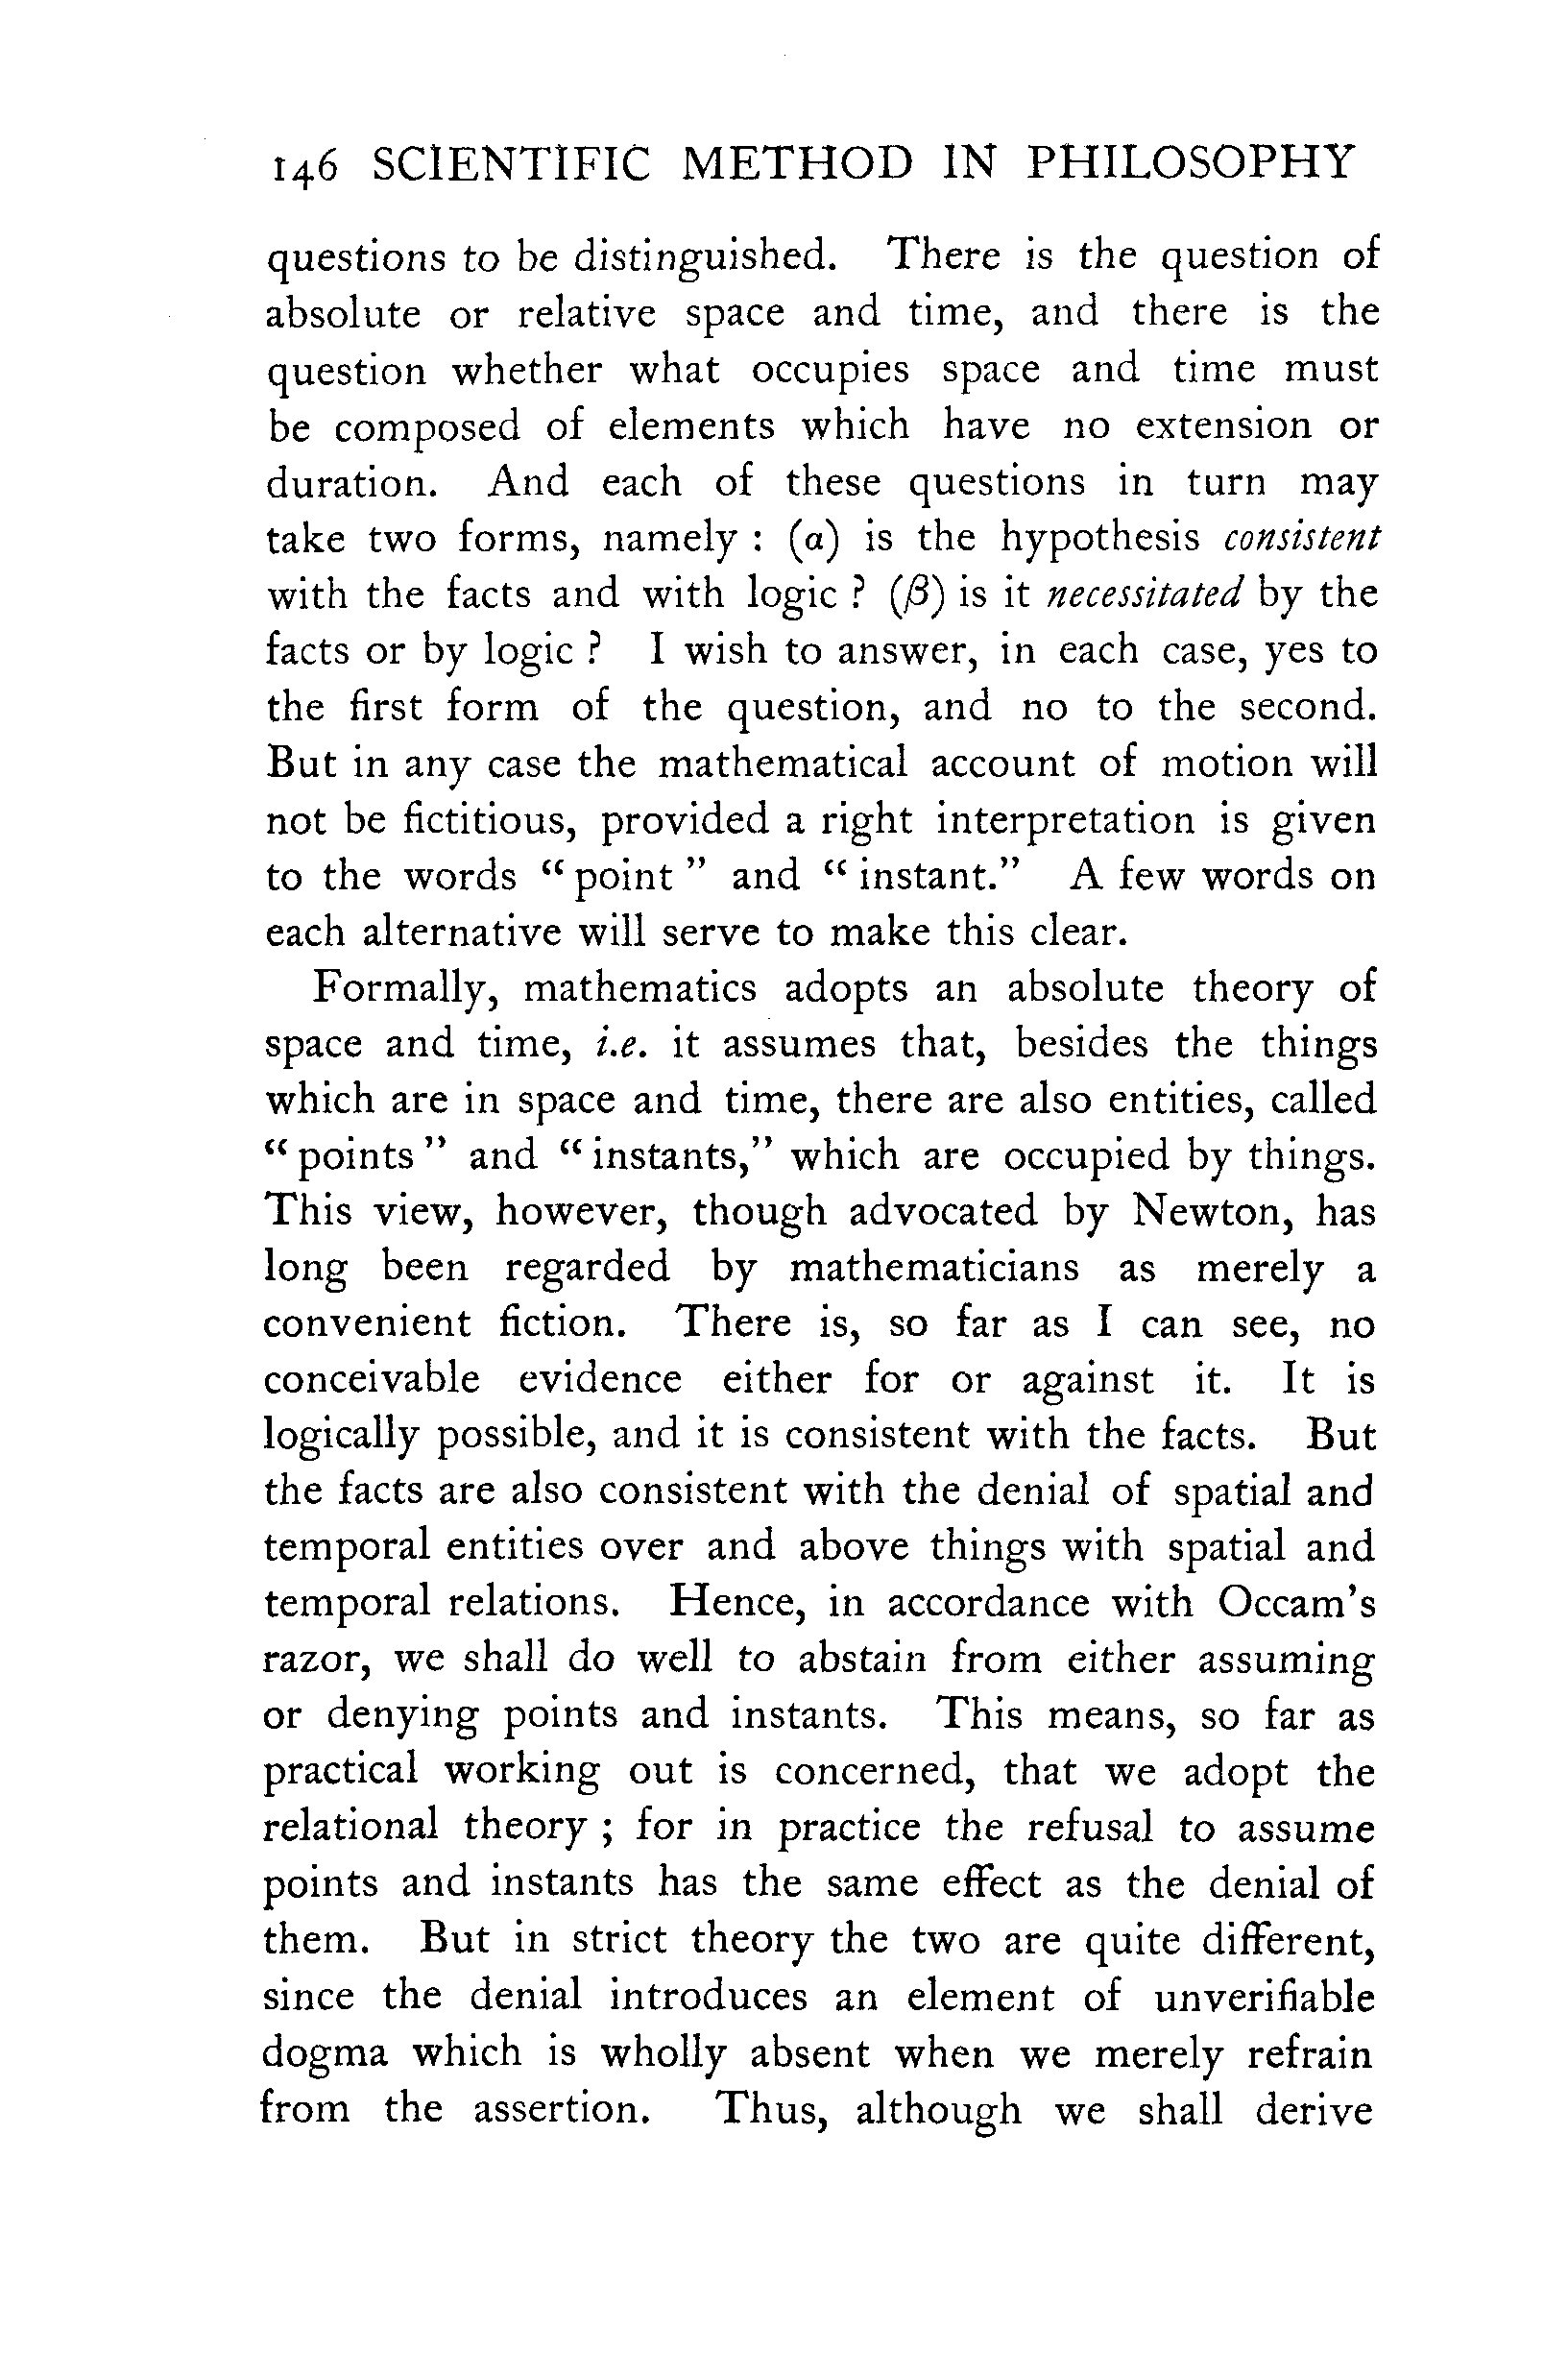 146 SCIENTIFIC METHOD IN PHILOSOPHY
questions to be distinguished. There is the question of
absolute or relative space and time, and there is the
question whether what occupies space and time must
be composed of elements which have no extension or
duration. And each of these questions in turn may
take two forms, namely : (α) is the hypothesis consistent
with the facts and with logic ? (β) is it necessitated by the
facts or by logic ? I wish to answer, in each case, yes to
the first form of the question, and no to the second.
But in any case the mathematical account of motion will
not be fictitious, provided a right interpretation is given
to the words “ point ” and “ instant.” A few words on
each alternative will serve to make this clear.
Formally, mathematics adopts an absolute theory of
space and time, i.e. it assumes that, besides the things
which are in space and time, there are also entities, called
“ points ” and “ instants,” which are occupied by things.
This view, however, though advocated by Newton, has
long been regarded by mathematicians as merely a
convenient fiction. There is, so far as I can see, no
conceivable evidence either for or against it. It is
logically possible, and it is consistent with the facts. But
the facts are also consistent with the denial of spatial and
temporal entities over and above things with spatial and
temporal relations. Hence, in accordance with Occam’s
razor, we shall do well to abstain from either assuming
or denying points and instants. This means, so far as
practical working out is concerned, that we adopt the
relational theory ; for in practice the refusal to assume
points and instants has the same effect as the denial of
them. But in strict theory the two are quite different,
since the denial introduces an element of unverifiable
dogma which is wholly absent when we merely refrain
from the assertion. Thus, although we shall derive